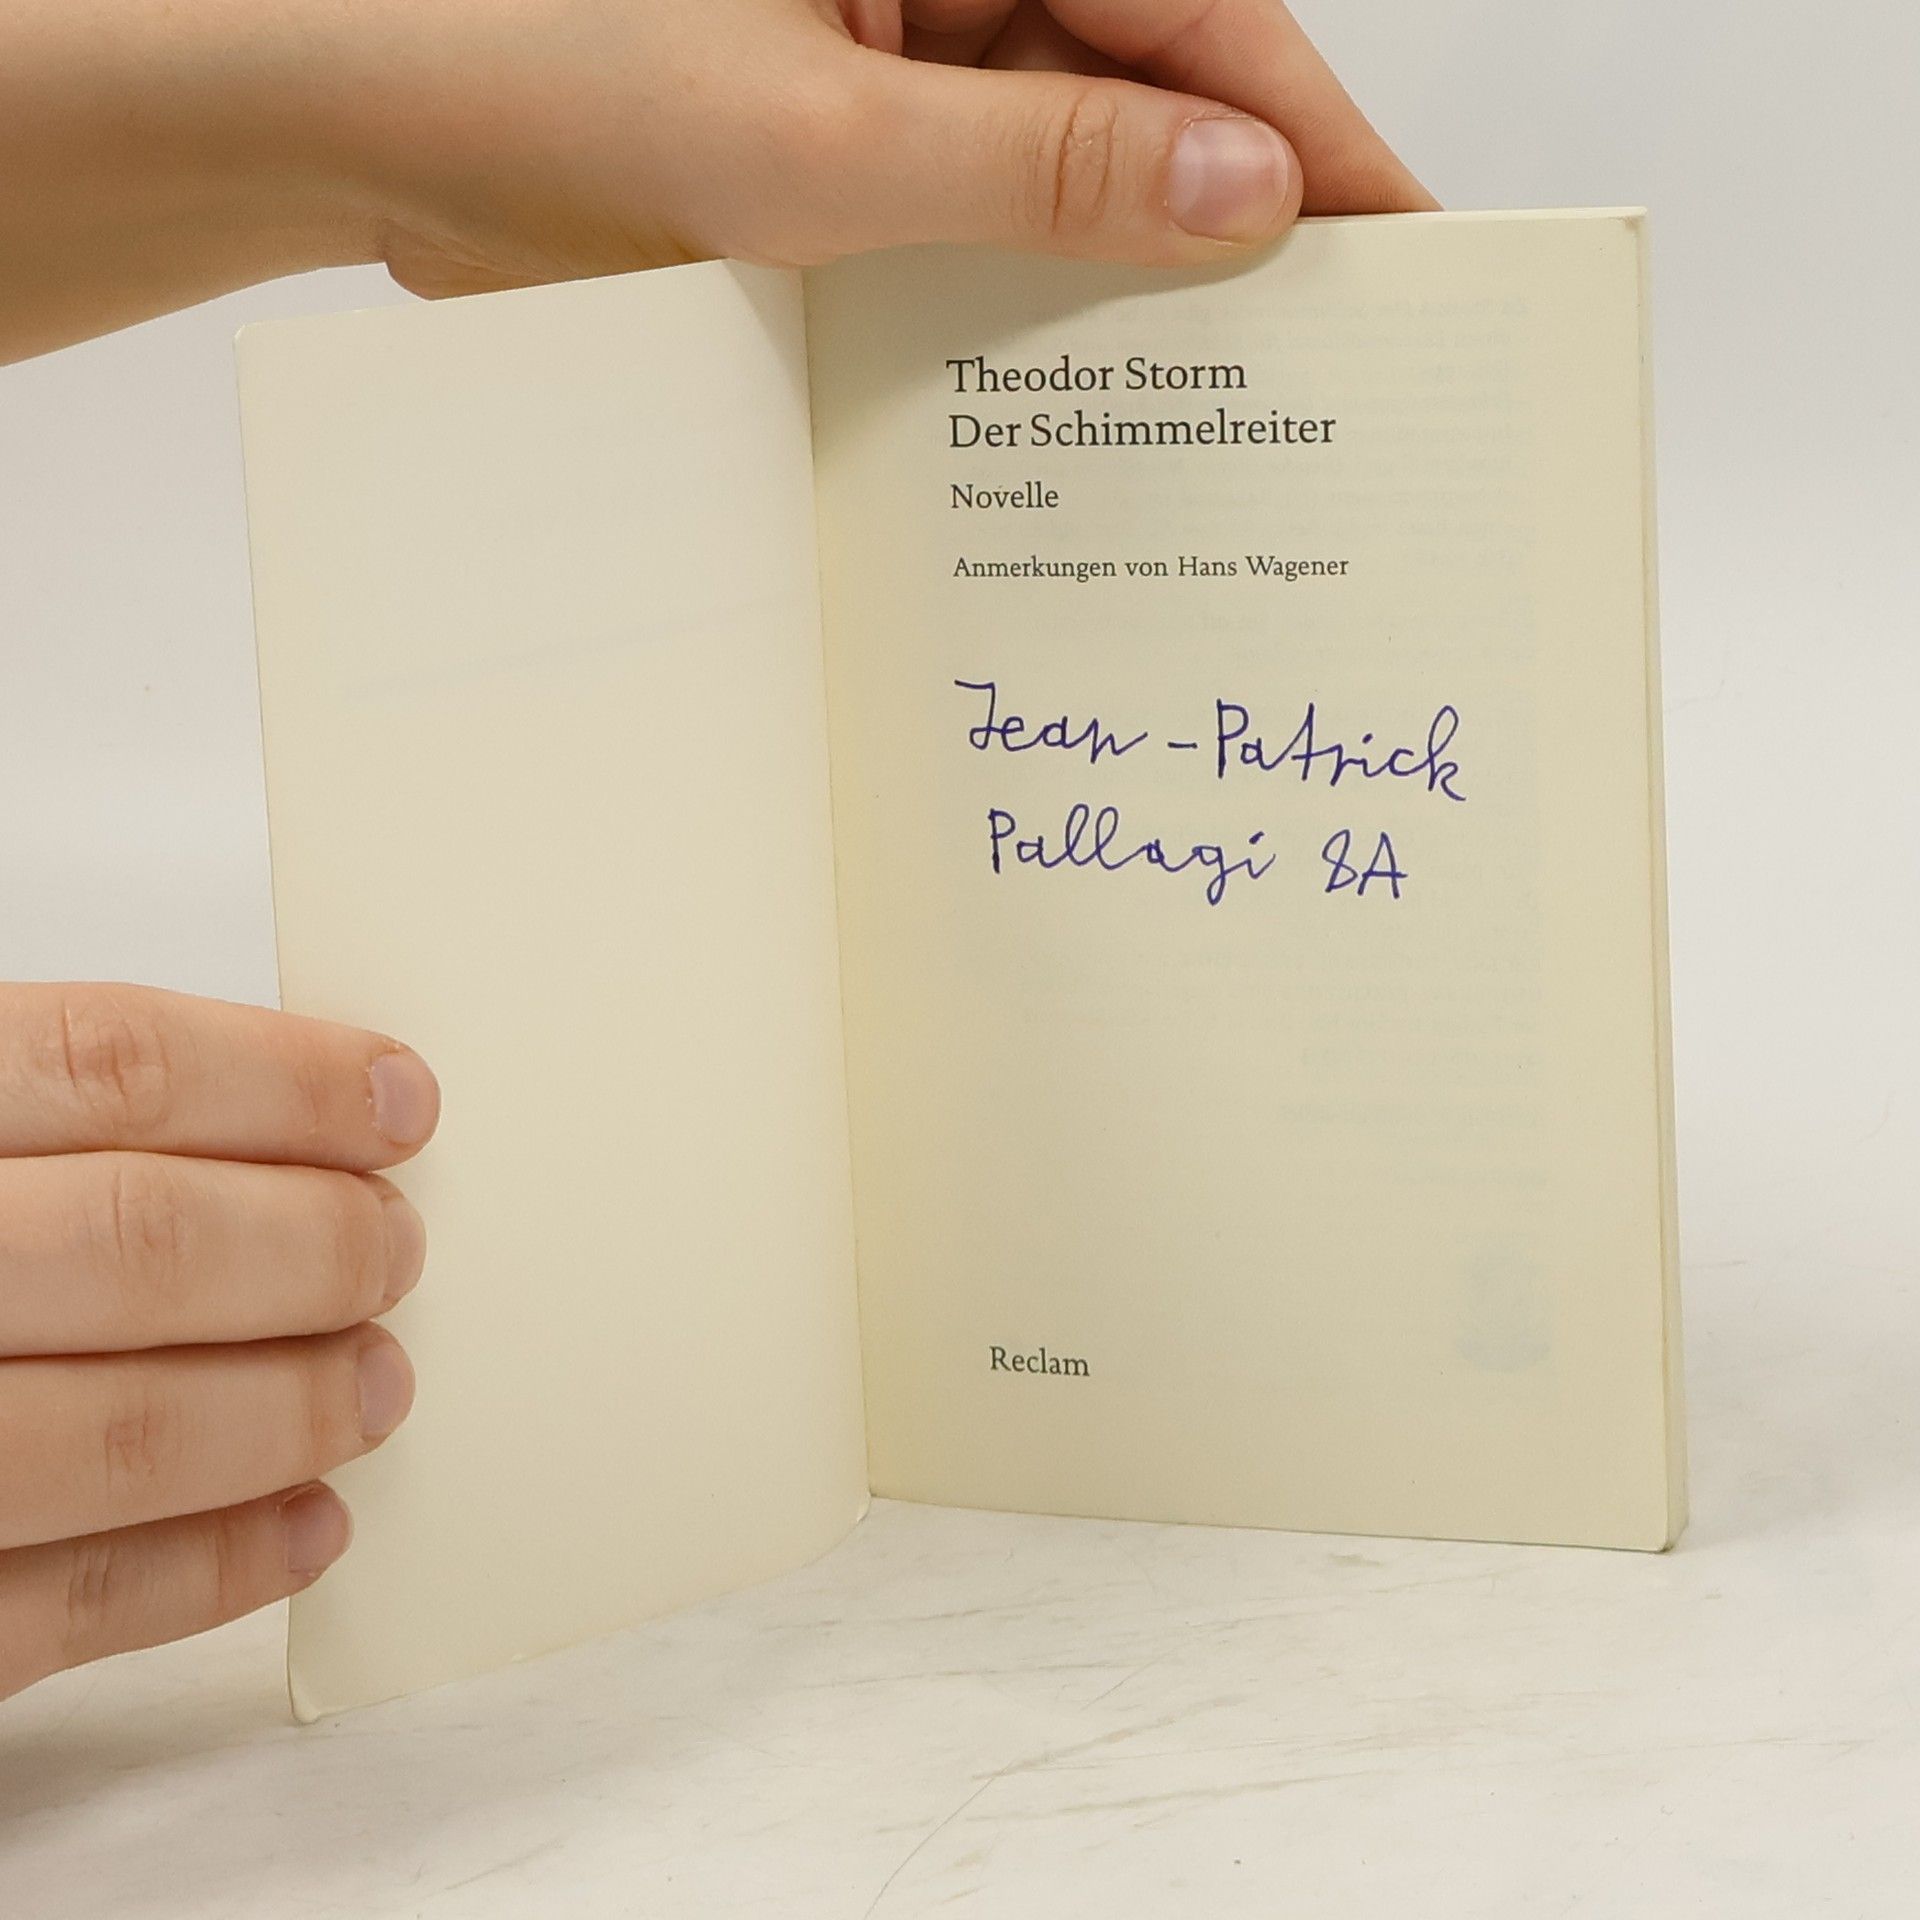 Theodor Storm
Der Schimmelreiter
Novelle
Anmerkungen von Hans Wagener
Jean-Patrick
Pallagi 8A
Reclam